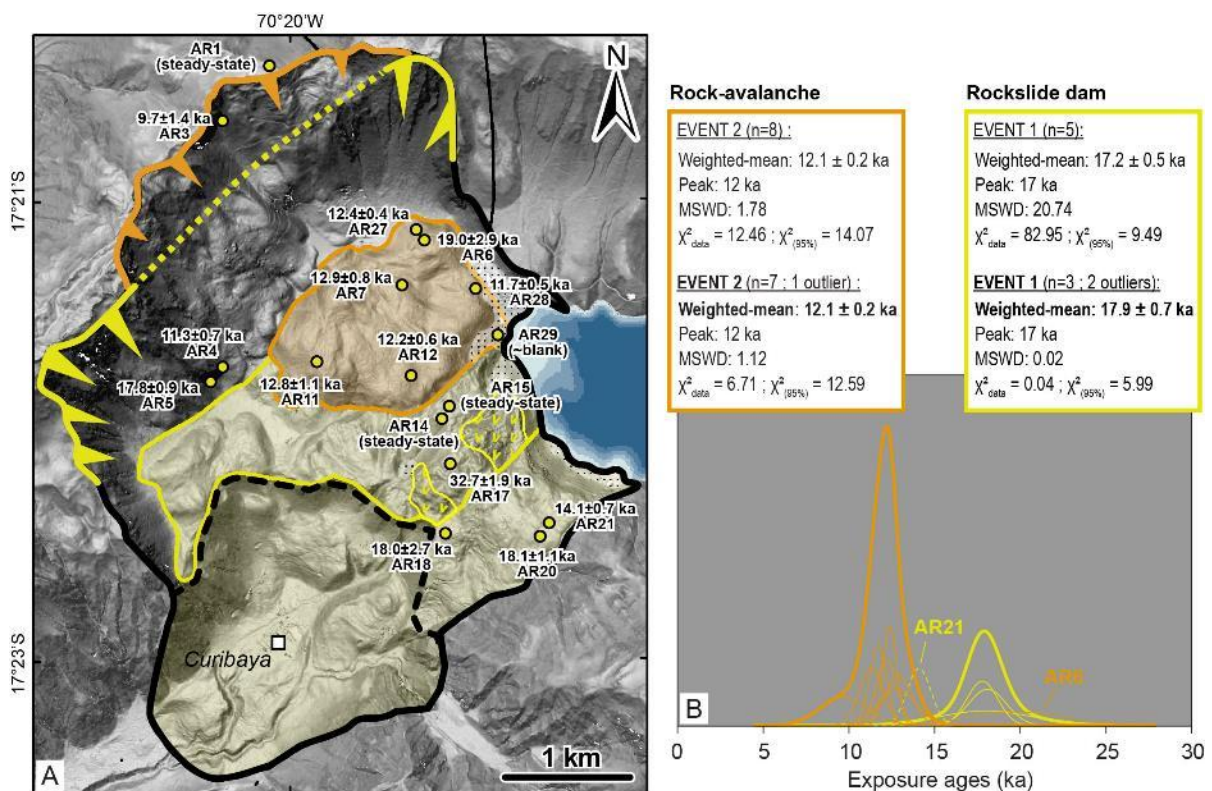 70°20'W
AR1
(steady-state)
N
9.7±1.4 ka
AR3
17°21'S
12.4±0.4 ka
AR27
19.0±2.9 ka
AR6
12.9±0.8 ka
AR7
11.7±0.5 ka
AR28
AR29
(~blank)
11.3±0.7 ka
AR4
12.2±0.6 ka
AR12
17.8±0.9 ka
AR5
12.8±1.1 ka
AR11
AR15
(steady-state)
AR14
(steady-state)
32.7±1.9 ka
AR17
14.1±0.7 ka
AR21
18.0±2.7 ka
AR18
18.1±1.1ka
AR20
17°23'S
Curibaya
A
1 km
Rock-avalanche
EVENT 2 (n=8) :
Weighted-mean: 12.1 ± 0.2 ka
Peak: 12 ka
MSWD: 1.78
χ²data = 12.46 ; χ²(95%) = 14.07
EVENT 2 (n=7 ; 1 outlier) :
Weighted-mean: 12.1 ± 0.2 ka
Peak: 12 ka
MSWD: 1.12
χ²data = 6.71 ; χ²(95%) = 12.59
Rockslide dam
EVENT 1 (n=5):
Weighted-mean: 17.2 ± 0.5 ka
Peak: 17 ka
MSWD: 20.74
χ²data = 82.95 ; χ²(95%) = 9.49
EVENT 1 (n=3 ; 2 outliers):
Weighted-mean: 17.9 ± 0.7 ka
Peak: 17 ka
MSWD: 0.02
χ²data = 0.04 ; χ²(95%) = 5.99
AR21
AR6
B
0 5 10 15 20 25 30
Exposure ages (ka)